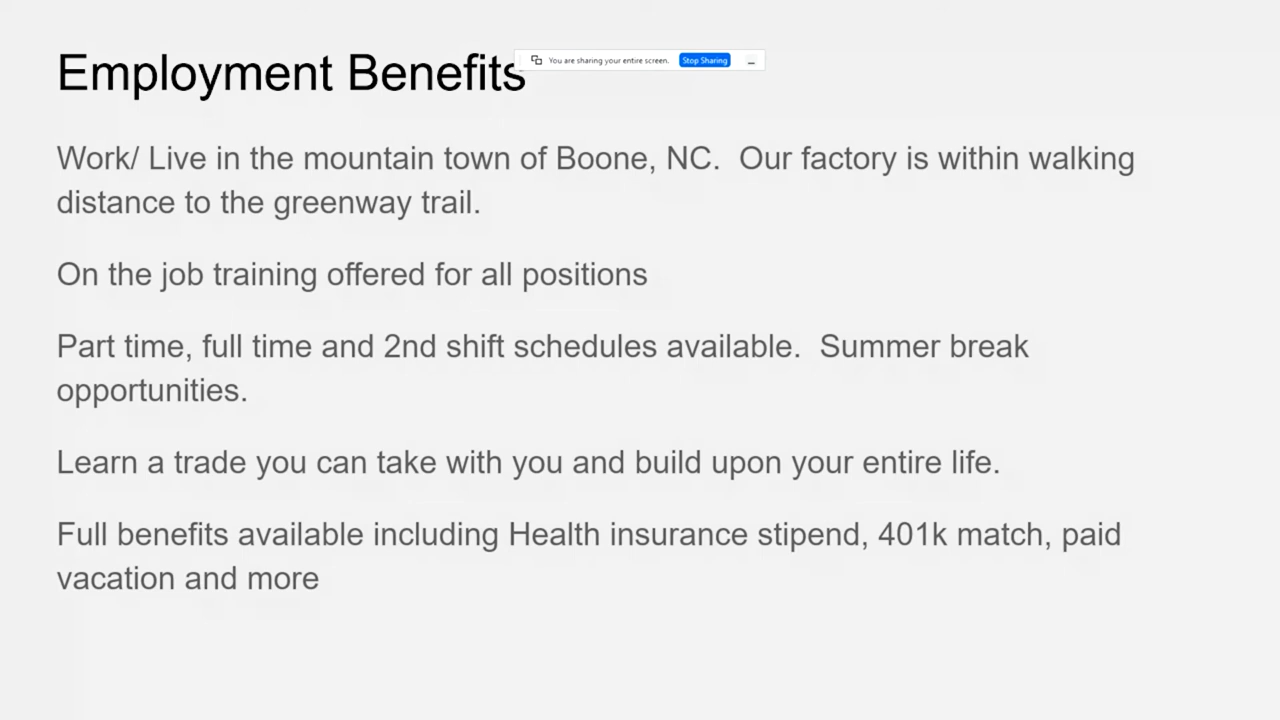 Employment Benefits
You are sharing your entire screen.
Stop Sharing
Work/ Live in the mountain town of Boone, NC.  Our factory is within walking
distance to the greenway trail.
On the job training offered for all positions
Part time, full time and 2nd shift schedules available.  Summer break
opportunities.
Learn a trade you can take with you and build upon your entire life.
Full benefits available including Health insurance stipend, 401k match, paid
vacation and more